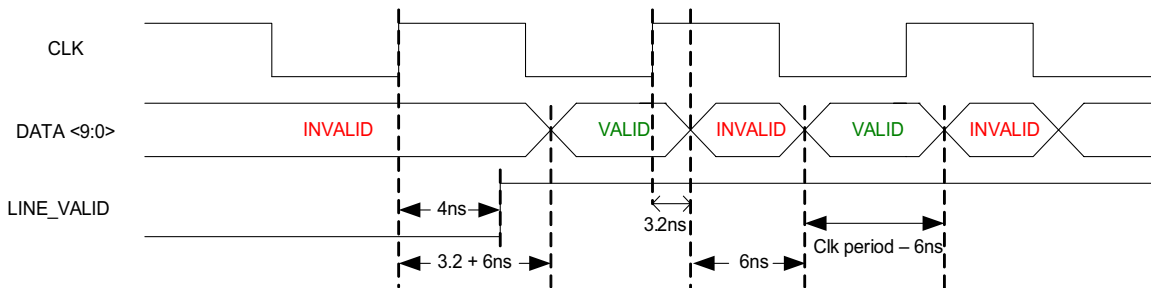 CLK
DATA <9:0>
INVALID
VALID
INVALID
VALID
INVALID
LINE_VALID
4ns
3.2ns
3.2 + 6ns
6ns
Clk period – 6ns